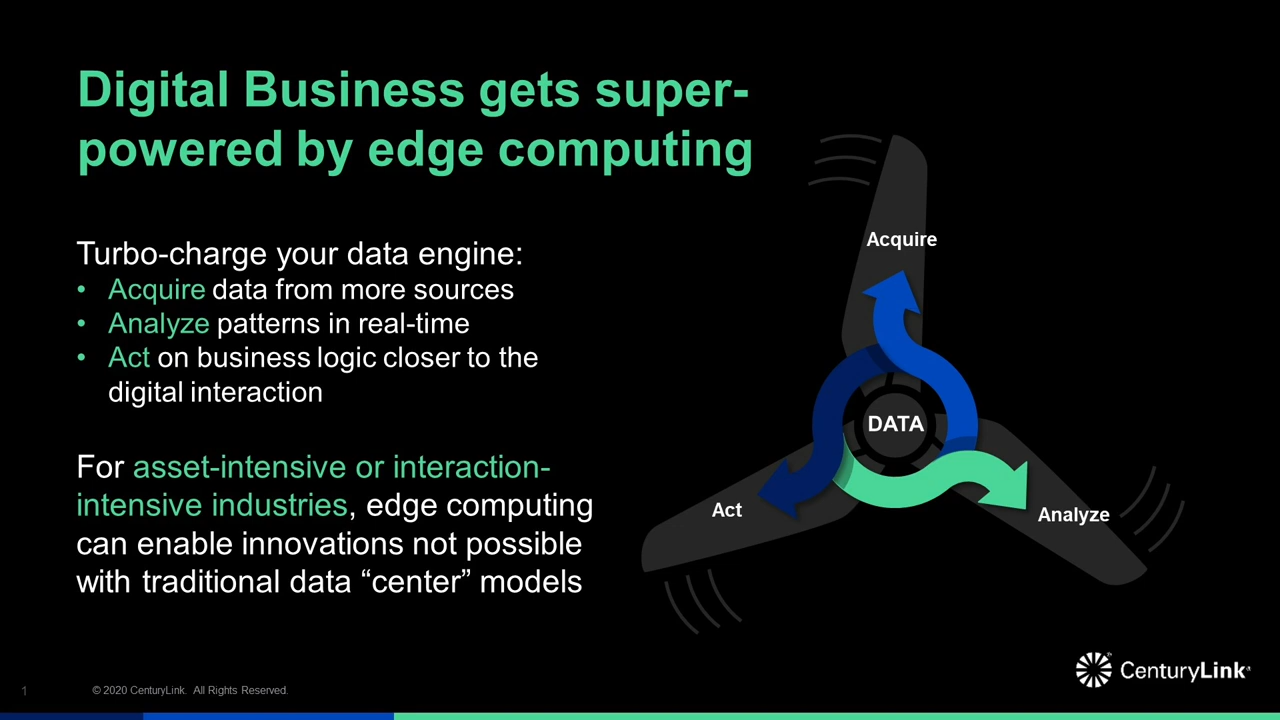 Digital Business gets super-
powered by edge computing
Turbo-charge your data engine:
• Acquire data from more sources
• Analyze patterns in real-time
• Act on business logic closer to the
digital interaction
For asset-intensive or interaction-
intensive industries, edge computing
can enable innovations not possible
with traditional data “center” models
Acquire
DATA
Act
Analyze
1
© 2020 CenturyLink. All Rights Reserved.
CenturyLink